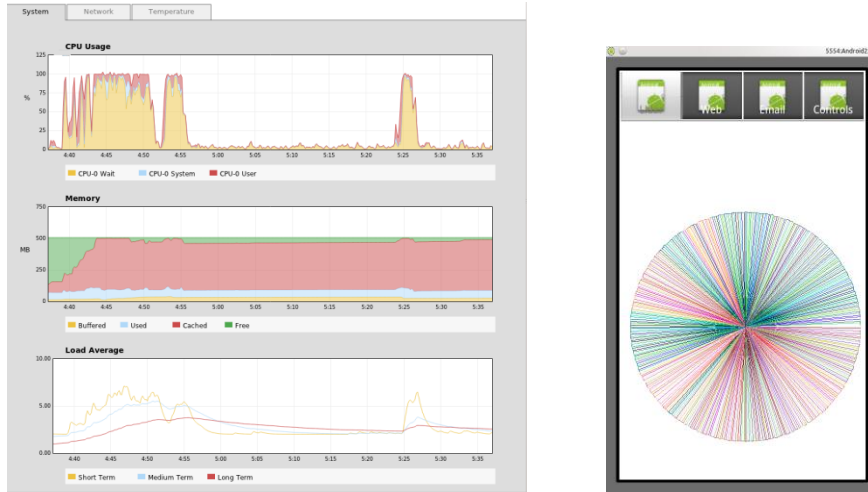 System Network Temperature
CPU Usage
125
100
75
%
50
25
0
4:40 4:45 4:50 4:55 5:00 5:05 5:10 5:15 5:20 5:25 5:30 5:35
CPU-0 Wait CPU-0 System CPU-0 User
Memory
750
500
MB
250
0
4:40 4:45 4:50 4:55 5:00 5:05 5:10 5:15 5:20 5:25 5:30 5:35
Buffered Used Cached Free
Load Average
10.00
5.00
0.00
4:40 4:45 4:50 4:55 5:00 5:05 5:10 5:15 5:20 5:25 5:30 5:35
Short Term Medium Term Long Term
5554:Android2
Web Email Controls